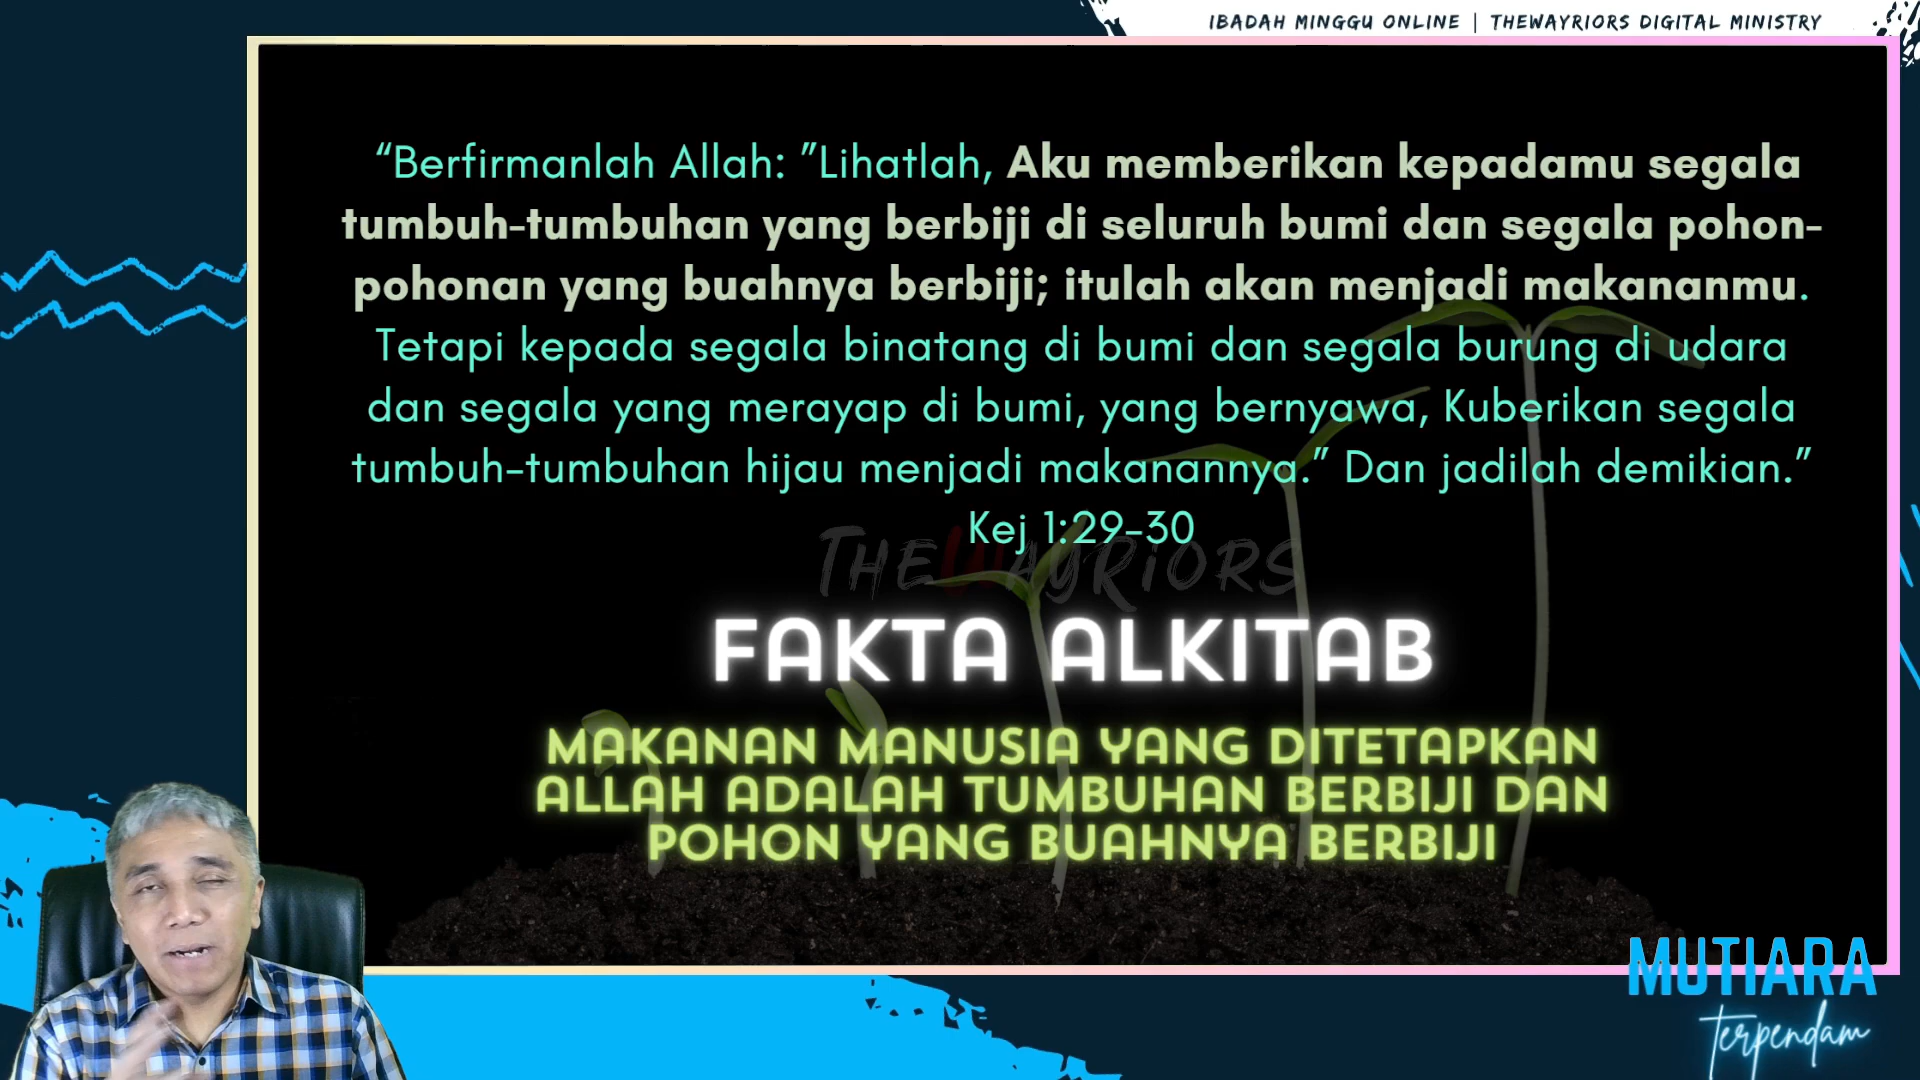 IBADAH MINGGU ONLINE | THEWAYRIORS DIGITAL MINISTRY
“Berfirmanlah Allah: ”Lihatlah, Aku memberikan kepadamu segala
tumbuh-tumbuhan yang berbiji di seluruh bumi dan segala pohon-
pohonan yang buahnya berbiji; itulah akan menjadi makananmu.
Tetapi kepada segala binatang di bumi dan segala burung di udara
dan segala yang merayap di bumi, yang bernyawa, Kuberikan segala
tumbuh-tumbuhan hijau menjadi makanannya.” Dan jadilah demikian.”
Kej 1:29-30
THEWAYRiORS
FAKTA ALKITAB
MAKANAN MANUSIA YANG DITETAPKAN
ALLAH ADALAH TUMBUHAN BERBIJI DAN
POHON YANG BUAHNYA BERBIJI
MUTIARA
terpendam